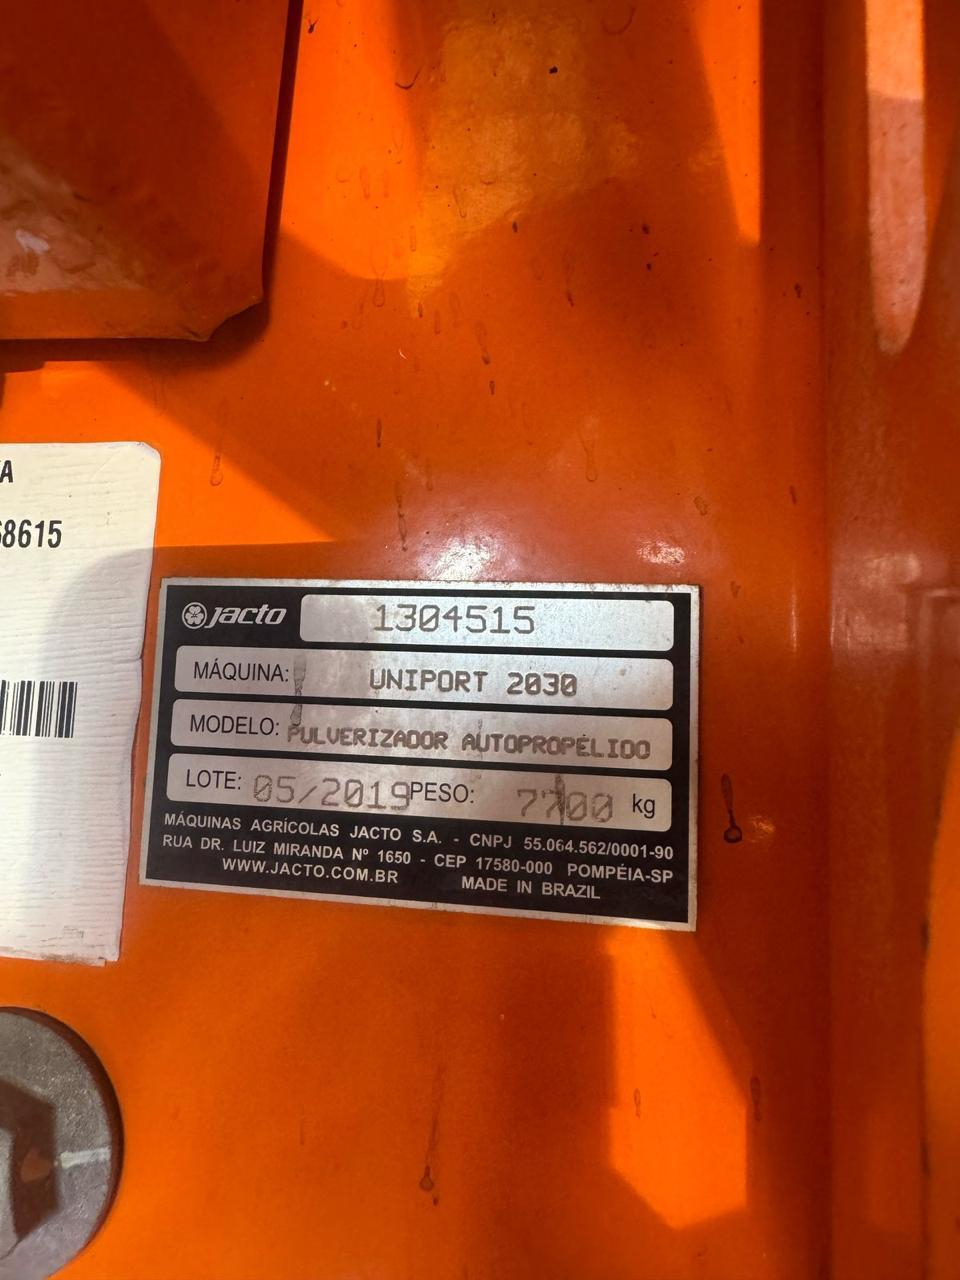 68615
jacto 1304515
MÁQUINA: UNIPORT 2030
MODELO: PULVERIZADOR AUTOPROPÉLIDO
LOTE: 05/2019 PESO: 7700 kg
MÁQUINAS AGRÍCOLAS JACTO S.A. - CNPJ 55.064.562/0001-90
RUA DR. LUIZ MIRANDA Nº 1650 - CEP 17580-000 POMPÉIA-SP
WWW.JACTO.COM.BR MADE IN BRAZIL